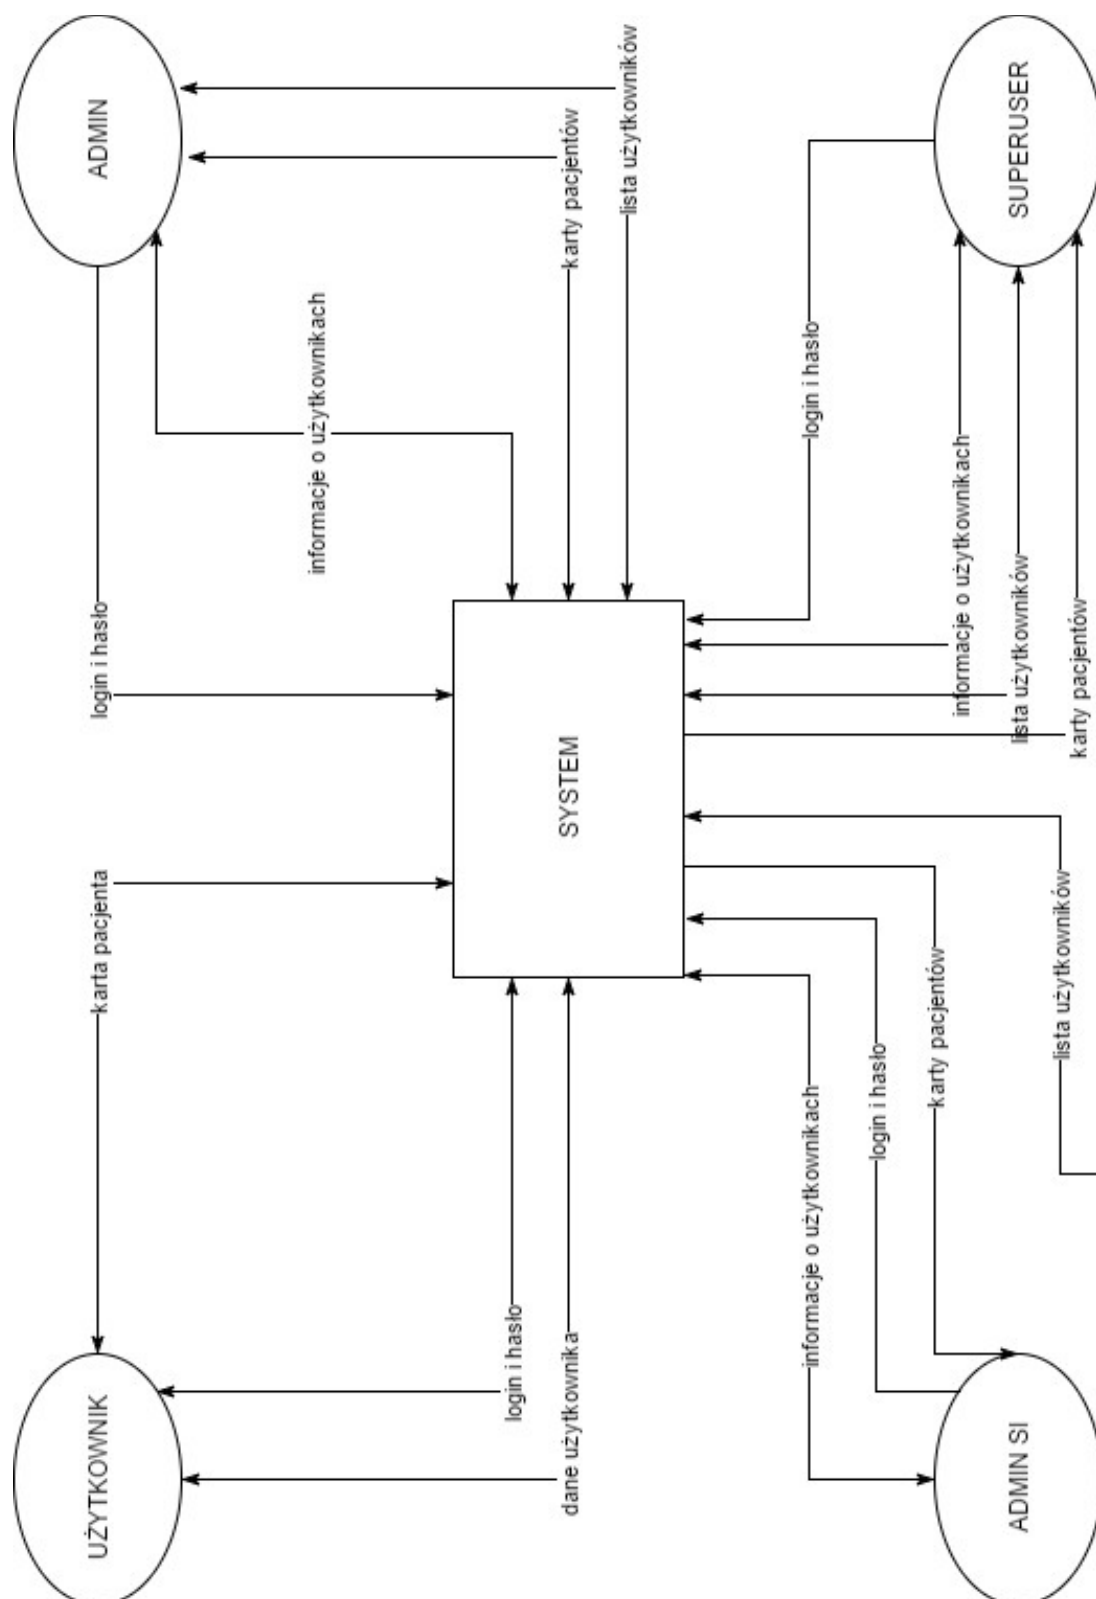 UŻYTKOWNIK
karta pacjenta
login i hasło
ADMIN
informacje o użytkownikach
login i hasło
dane użytkownika
SYSTEM
karty pacjentów
lista użytkowników
informacje o użytkownikach
login i hasło
login i hasło
karty pacjentów
informacje o użytkownikach
ADMIN SI
lista użytkowników
SUPERUSER
lista użytkowników
karty pacjentów